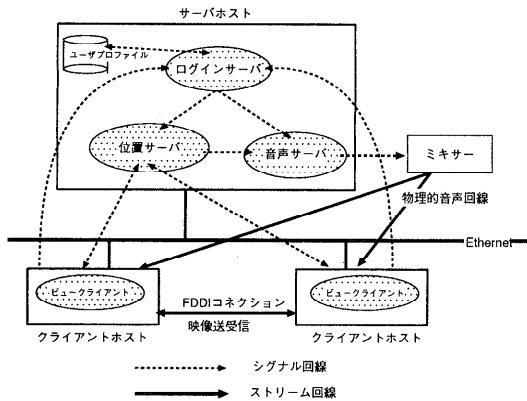 サーバホスト
ユーザプロファイル
ログインサーバ
位置サーバ
音声サーバ
ミキサー
物理的音声回線
Ethernet
ビュークライアント
ビュークライアント
FDDIコネクション
映像送受信
クライアントホスト
クライアントホスト
シグナル回線
ストリーム回線